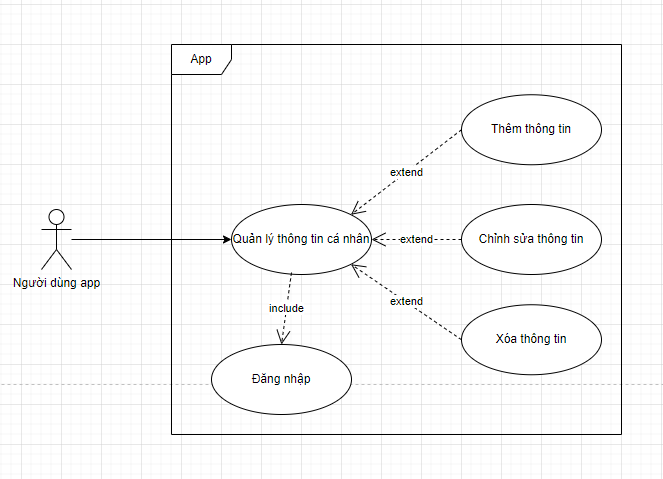 App
Thêm thông tin
extend
Quản lý thông tin cá nhân
extend
Chỉnh sửa thông tin
Người dùng app
extend
include
Xóa thông tin
Đăng nhập